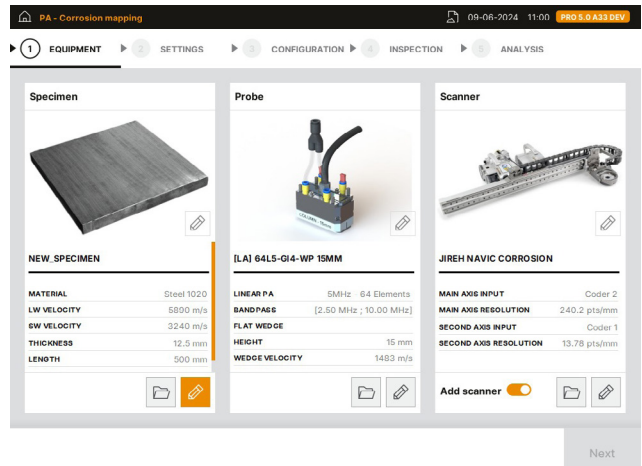 PA - Corrosion mapping
09-06-2024 11:00 PRO 5.0 A33 DEV
1 EQUIPMENT 2 SETTINGS 3 CONFIGURATION 4 INSPECTION 5 ANALYSIS
Specimen
NEW_SPECIMEN
MATERIAL Steel 1020
LW VELOCITY 5890 m/s
SW VELOCITY 3240 m/s
THICKNESS 12.5 mm
LENGTH 500 mm
Probe
[LA] 64L5-GI4-WP 15MM
LINEAR PA 5MHz 64 Elements
BANDPASS [2.50 MHz ; 10.00 MHz]
FLAT WEDGE
HEIGHT 15 mm
WEDGE VELOCITY 1483 m/s
Scanner
JIREH NAVIC CORROSION
MAIN AXIS INPUT Coder 2
MAIN AXIS RESOLUTION 240.2 pts/mm
SECOND AXIS INPUT Coder 1
SECOND AXIS RESOLUTION 13.78 pts/mm
Add scanner
Next